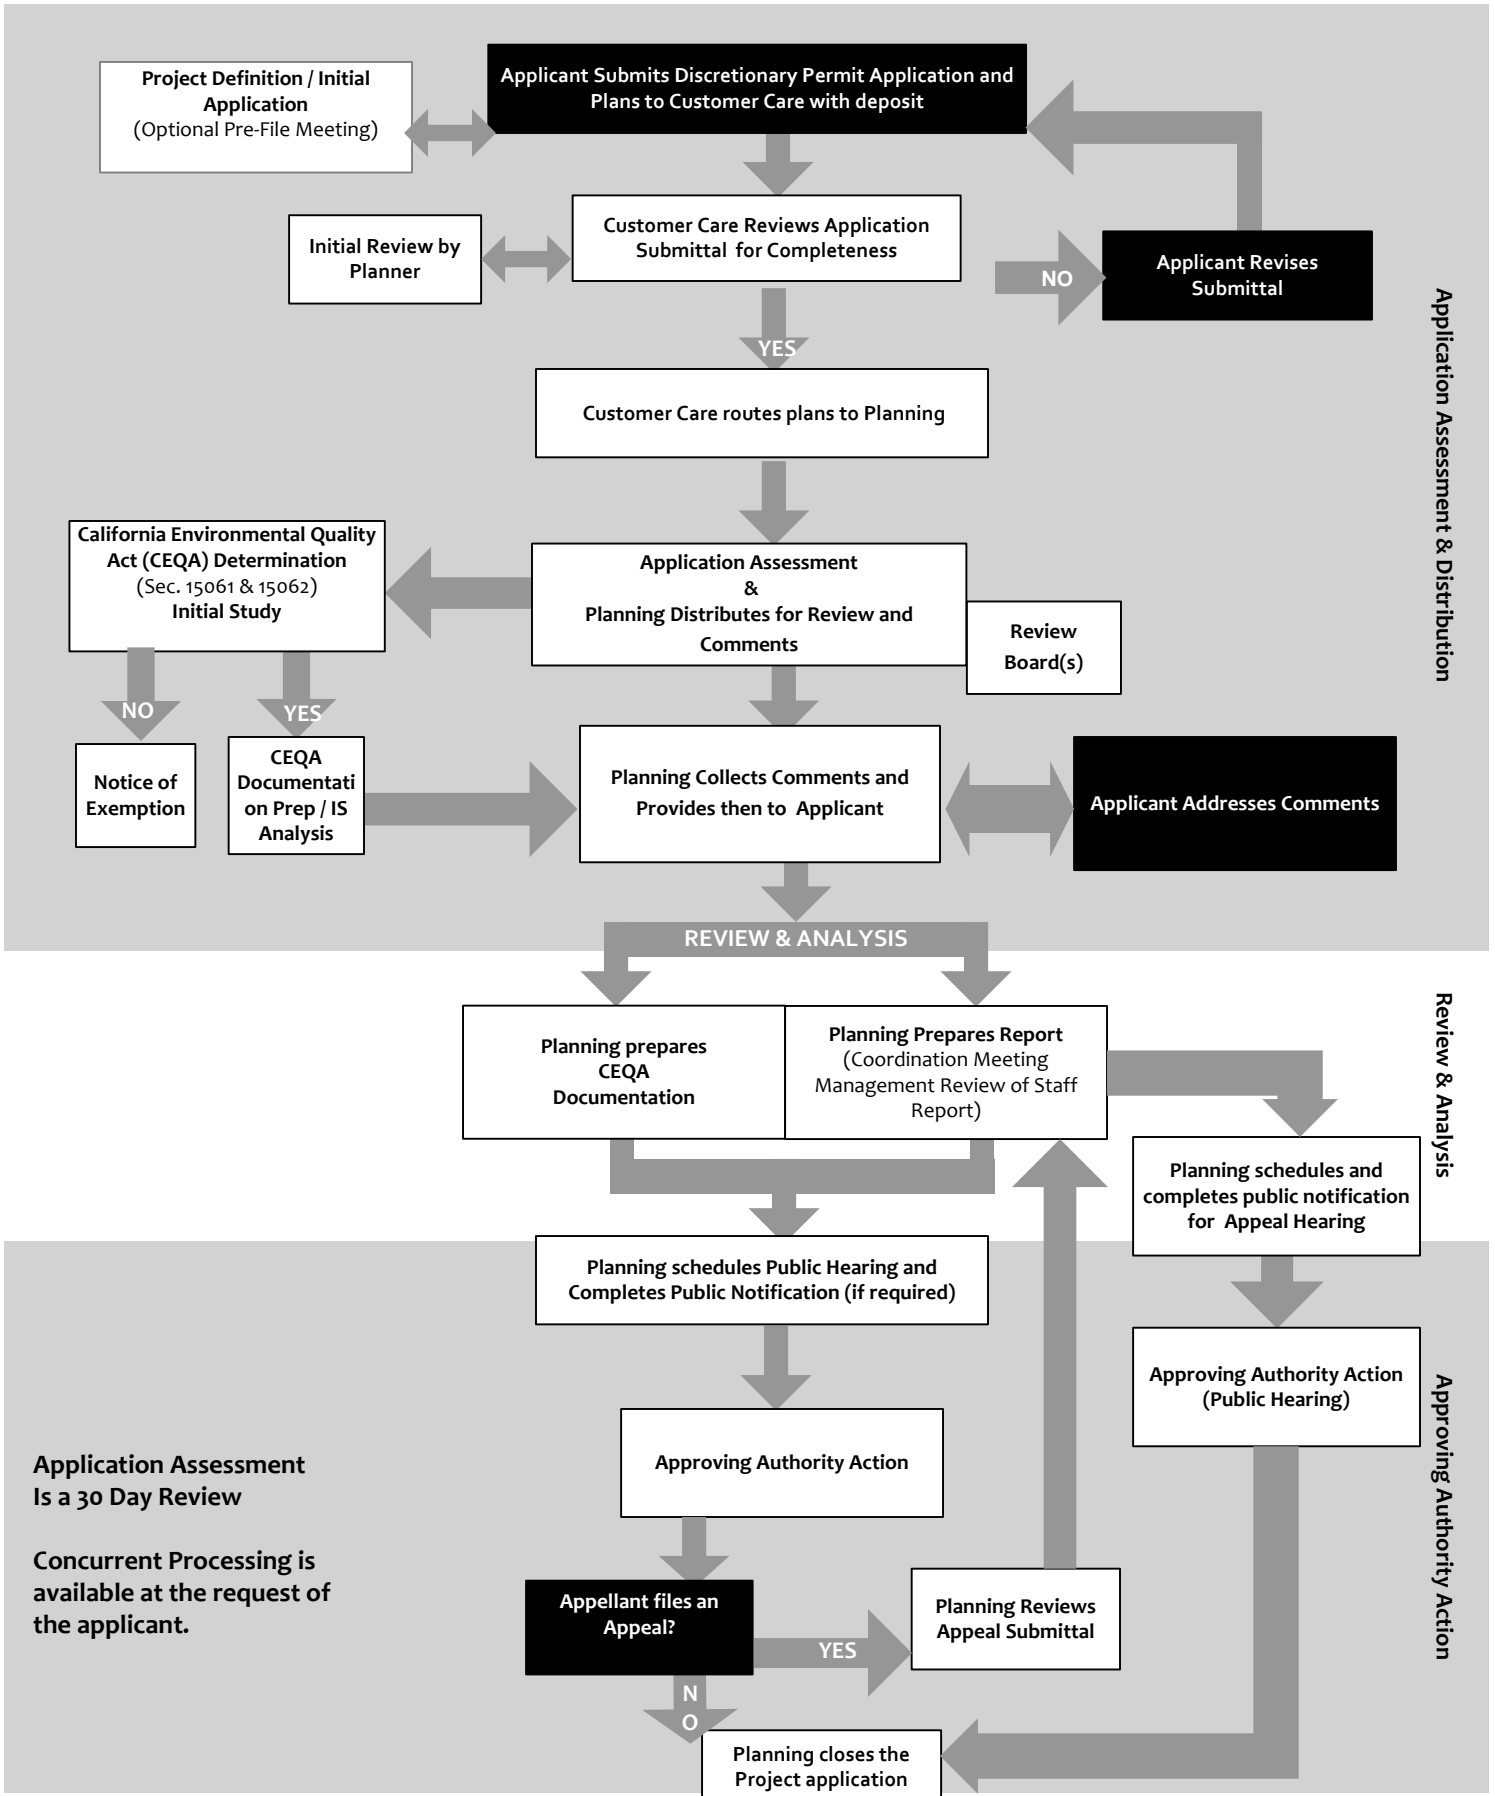 Applicant Submits Discretionary Permit Application and
Plans to Customer Care with deposit
Project Definition / Initial
Application
(Optional Pre-File Meeting)
Customer Care Reviews Application
Submittal for Completeness
Initial Review by
Planner
NO
Applicant Revises
Submittal
YES
Customer Care routes plans to Planning
Application Assessment & Distribution
California Environmental Quality
Act (CEQA) Determination
(Sec. 15061 & 15062)
Initial Study
Application Assessment
&
Planning Distributes for Review and
Comments
Review
Board(s)
NO
YES
Notice of
Exemption
CEQA
Documentati
on Prep / IS
Analysis
Planning Collects Comments and
Provides then to Applicant
Applicant Addresses Comments
REVIEW & ANALYSIS
Planning prepares
CEQA
Documentation
Planning Prepares Report
(Coordination Meeting
Management Review of Staff
Report)
Review & Analysis
Planning schedules and
completes public notification
for Appeal Hearing
Planning schedules Public Hearing and
Completes Public Notification (if required)
Approving Authority Action
(Public Hearing)
Approving Authority Action
Approving Authority Action
Application Assessment
Is a 30 Day Review
Concurrent Processing is
available at the request of
the applicant.
Appellant files an
Appeal?
YES
Planning Reviews
Appeal Submittal
N
O
Planning closes the
Project application